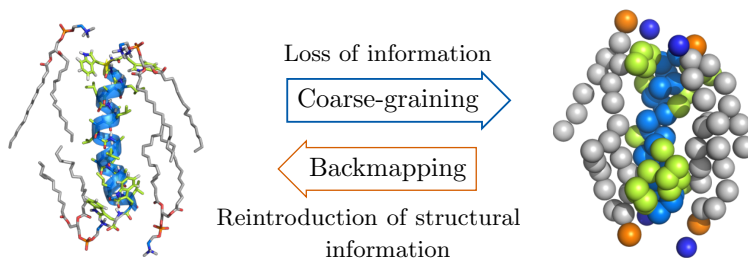 Loss of information
Coarse-graining
Backmapping
Reintroduction of structural
information